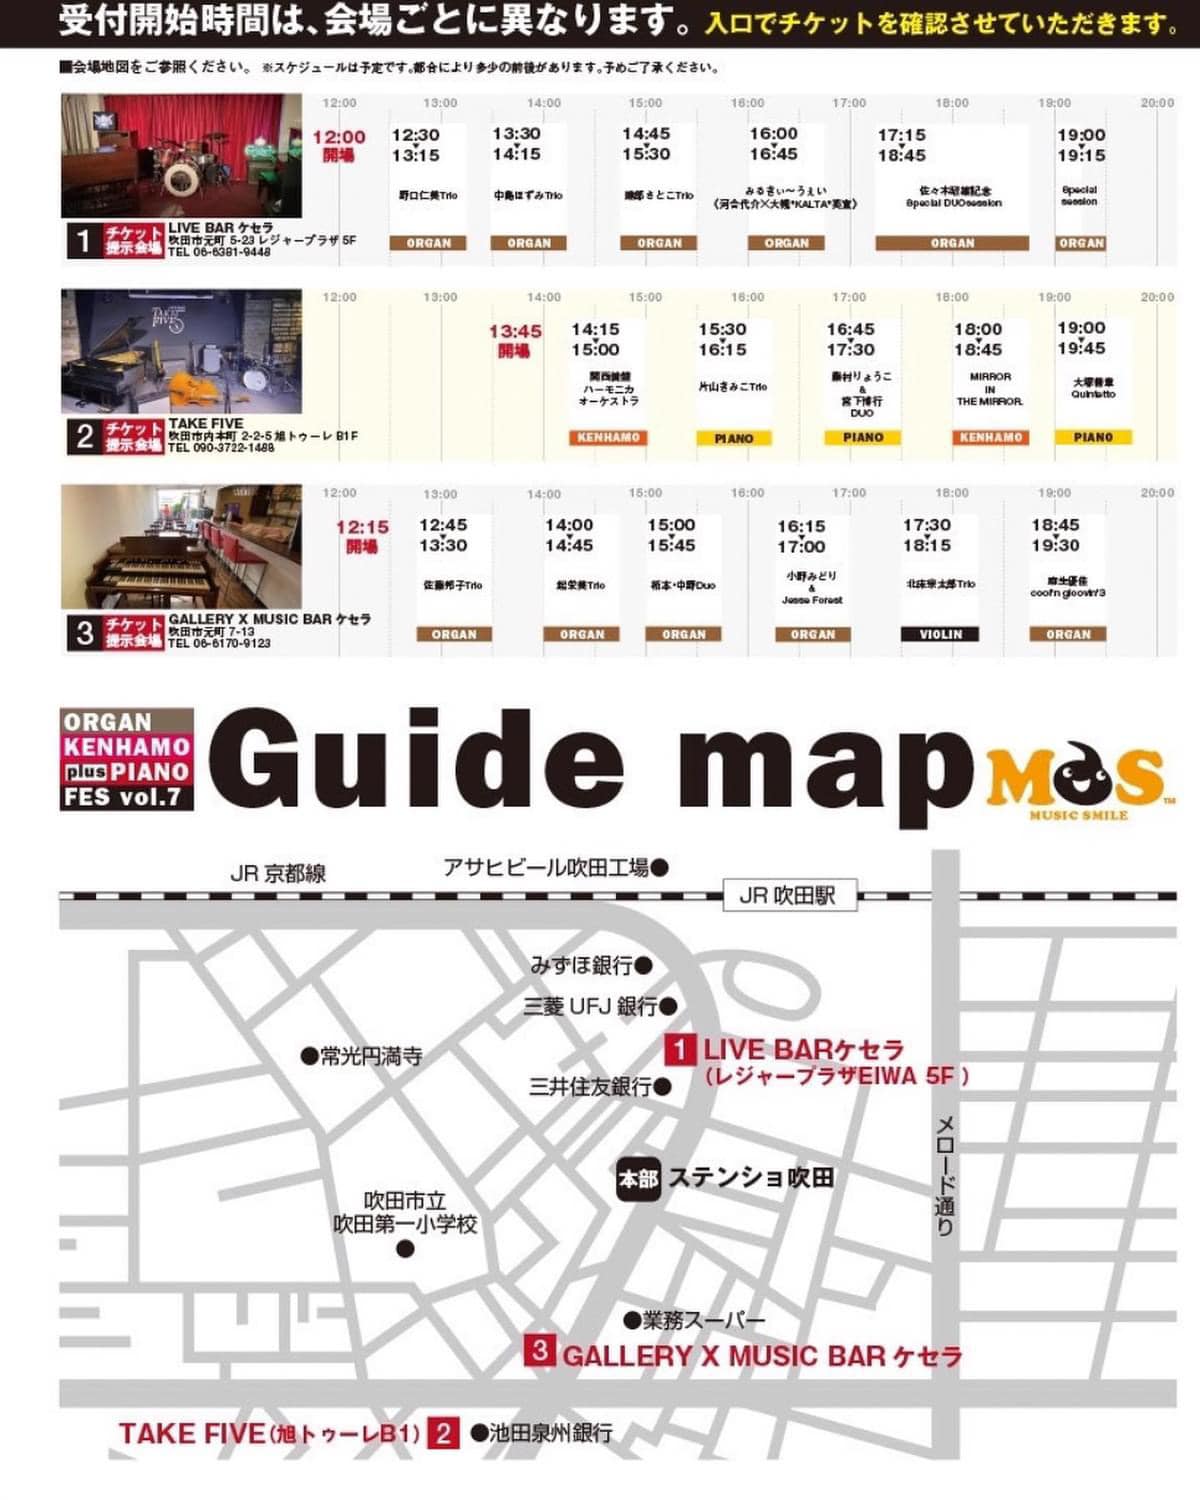 受付開始時間は、会場ごとに異なります。 入口でチケットを確認させていただきます。
■会場地図をご参照ください。 ※スケジュールは予定です。都合により多少の前後があります。予めご了承ください。
12:00 13:00 14:00 15:00 16:00 17:00 18:00 19:00 20:00
12:00
開場
12:30
13:15
野口仁美Trio
ORGAN
13:30
14:15
中島ほずみTrio
ORGAN
14:45
15:30
さとこTrio
ORGAN
16:00
16:45
みるきぃ〜うぇい
《河合代介×大槻"KALTA"英宣》
ORGAN
17:15
18:45
佐々木昭雄記念
Special DUOsession
ORGAN
19:00
19:15
Special
session
ORGAN
1 チケット
提示会場
LIVE BAR ケセラ
吹田市元町 5-23 レジャープラザ 5F
TEL 06-6381-9448
12:00 13:00 14:00 15:00 16:00 17:00 18:00 19:00 20:00
TAKE
FIVE
13:45
開場
14:15
15:00
関西鍵盤
ハーモニカ
オーケストラ
KENHAMO
15:30
16:15
片山きみこTrio
PIANO
16:45
17:30
藤村りょうこ
&
宮下博行
DUO
PIANO
18:00
18:45
MIRROR
IN
THE MIRROR.
KENHAMO
19:00
19:45
大塚善章
Quintetto
PIANO
2 チケット
提示会場
TAKE FIVE
吹田市内本町 2-2-5 旭トゥーレ B1F
TEL 090-3722-1488
12:00 13:00 14:00 15:00 16:00 17:00 18:00 19:00 20:00
12:15
開場
12:45
13:30
佐藤邦子Trio
ORGAN
14:00
14:45
栄美Trio
ORGAN
15:00
15:45
栢本・中野Duo
ORGAN
16:15
17:00
小野みどり
&
Jesse Forest
ORGAN
17:30
18:15
北床宗太郎Trio
VIOLIN
18:45
19:30
麻生優佳
cool'n groovin'3
ORGAN
3 チケット
提示会場
GALLERY X MUSIC BAR ケセラ
吹田市元町 7-13
TEL 06-6170-9123
ORGAN
KENHAMO
plus PIANO
FES vol.7
Guide map
MaS™
MUSIC SMILE
JR 京都線
アサヒビール吹田工場●
JR 吹田駅
みずほ銀行●
三菱 UFJ 銀行●
1 LIVE BARケセラ
（レジャープラザEIWA 5F ）
●常光円満寺
三井住友銀行●
メロード通り
本部 ステンショ吹田
吹田市立
吹田第一小学校
●業務スーパー
3 GALLERY X MUSIC BAR ケセラ
TAKE FIVE(旭トゥーレB1) 2 ●池田泉州銀行